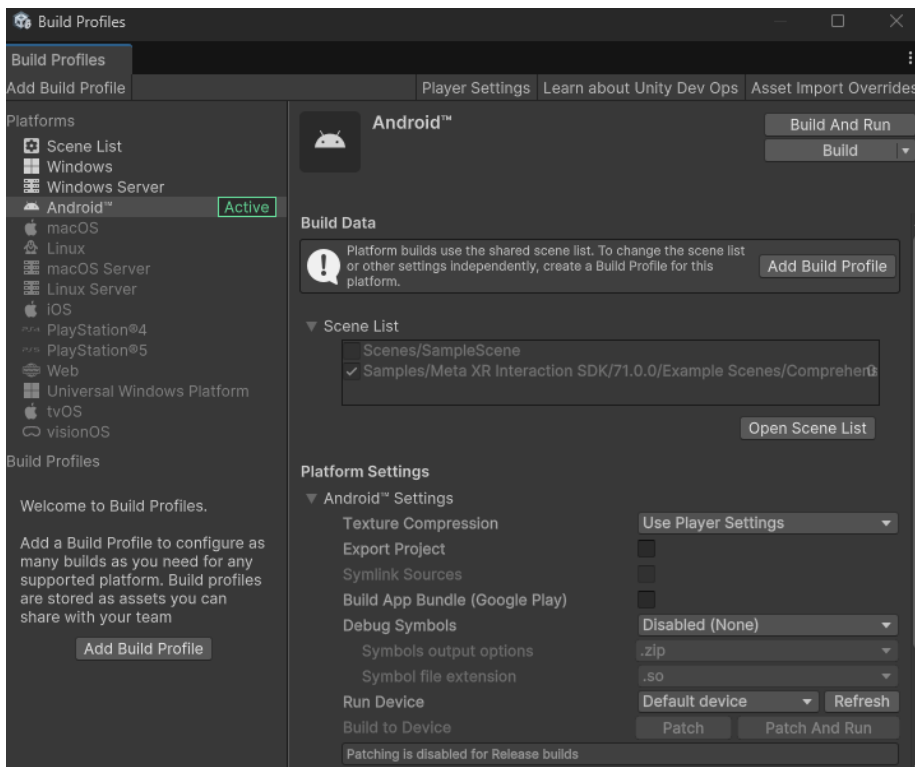 Build Profiles
Build Profiles
Add Build Profile
Player Settings
Learn about Unity Dev Ops
Asset Import Overrides
Platforms
Scene List
Windows
Windows Server
Android™
Active
macOS
Linux
macOS Server
Linux Server
iOS
PlayStation®4
PlayStation®5
Web
Universal Windows Platform
tvOS
visionOS
Build Profiles
Welcome to Build Profiles.
Add a Build Profile to configure as
many builds as you need for any
supported platform. Build profiles
are stored as assets you can
share with your team
Add Build Profile
Android™
Build And Run
Build
Build Data
Platform builds use the shared scene list. To change the scene list
or other settings independently, create a Build Profile for this
platform.
Add Build Profile
Scene List
Scenes/SampleScene
Samples/Meta XR Interaction SDK/71.0.0/Example Scenes/Comprehens
Open Scene List
Platform Settings
Android™ Settings
Texture Compression Use Player Settings
Export Project
Symlink Sources
Build App Bundle (Google Play)
Debug Symbols Disabled (None)
Symbols output options .zip
Symbol file extension .so
Run Device Default device Refresh
Build to Device Patch Patch And Run
Patching is disabled for Release builds